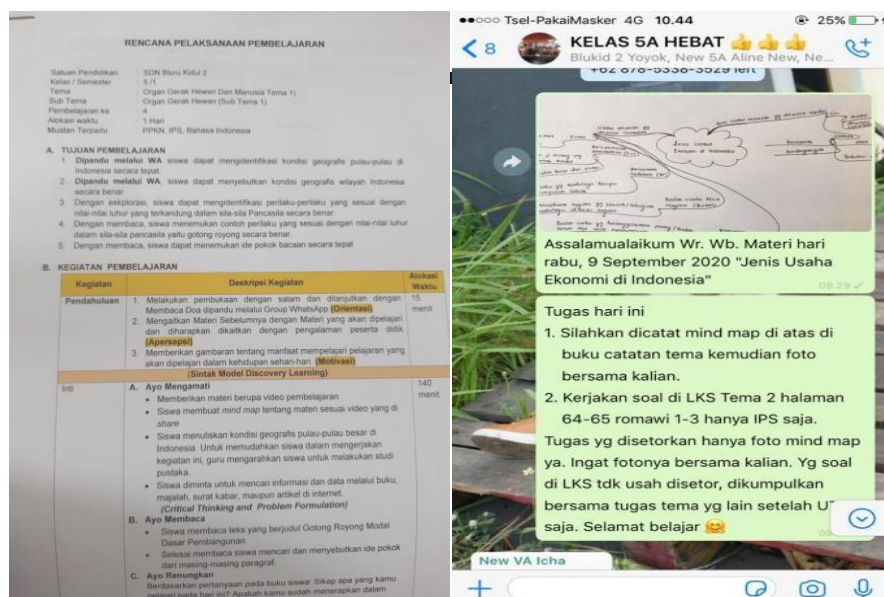 RENCANA PELAKSANAAN PEMBELAJARAN
Satuan Pendidikan : SDN Bluru Kidul 2
Kelas / Semester : 5 /1
Tema : Organ Gerak Hewan Dan Manusia Tema 1)
Sub Tema : Organ Gerak Hewan (Sub Tema 1)
Pembelajaran ke : 4
Alokasi waktu : 1 Hari
Muatan Terpadu : PPKN, IPS, Bahasa Indonesia
A. TUJUAN PEMBELAJARAN
1. Dipandu melalui WA, siswa dapat mengidentifikasi kondisi geografis pulau-pulau di
Indonesia secara tepat.
2. Dipandu melalui WA, siswa dapat menyebutkan kondisi geografis wilayah Indonesia
secara benar.
3. Dengan eskplorasi, siswa dapat mengidentifikasi perilaku-perilaku yang sesuai dengan
nilai-nilai luhur yang terkandung dalam sila-sila Pancasila secara benar.
4. Dengan membaca, siswa menemukan contoh perilaku yang sesuai dengan nilai-nilai luhur
dalam sila-sila pancasila yaitu gotong royong secara benar.
5. Dengan membaca, siswa dapat menemukan ide pokok bacaan secara tepat
B. KEGIATAN PEMBELAJARAN
Kegiatan Deskripsi Kegiatan Alokasi
Waktu
Pendahuluan 1. Melakukan pembukaan dengan salam dan dilanjutkan dengan 15
Membaca Doa dipandu melalui Group WhatsApp (Orientasi) menit
2. Mengaitkan Materi Sebelumnya dengan Materi yang akan dipelajari
dan diharapkan dikaitkan dengan pengalaman peserta didik
(Apersepsi)
3. Memberikan gambaran tentang manfaat mempelajari pelajaran yang
akan dipelajari dalam kehidupan sehari-hari. (Motivasi)
(Sintak Model Discovery Learning)
Inti A. Ayo Mengamati 140
• Memberikan materi berupa video pembelajaran menit
• Siswa membuat mind map tentang materi sesuai video yang di
share
• Siswa menuliskan kondisi geografis pulau-pulau besar di
Indonesia. Untuk memudahkan siswa dalam mengerjakan
kegiatan ini, guru mengarahkan siswa untuk melakukan studi
pustaka.
• Siswa diminta untuk mencari informasi dan data melalui buku,
majalah, surat kabar, maupun artikel di internet.
(Critical Thinking and Problem Formulation)
B. Ayo Membaca
• Siswa membaca teks yang berjudul Gotong Royong Modal
Dasar Pembangunan.
• Selesai membaca siswa mencari dan menyebutkan ide pokok
dari masing-masing paragraf.
C. Ayo Renungkan
Berdasarkan pertanyaan pada buku siswa: Sikap apa yang kamu
pelajari pada hari ini? Apakah kamu sudah menerapkan dalam
Tsel-PakaiMasker 4G 10.44 25%
8 KELAS 5A HEBAT 👍👍👍
Blukid 2 Yoyok, New 5A Aline New, Ne...
+62 878-5338-3529 left
Jenis Usaha
Ekonomi di Indonesia
Assalamualaikum Wr. Wb. Materi hari
rabu, 9 September 2020 "Jenis Usaha
Ekonomi di Indonesia"
09.29
Tugas hari ini
1. Silahkan dicatat mind map di atas di
buku catatan tema kemudian foto
bersama kalian.
2. Kerjakan soal di LKS Tema 2 halaman
64-65 romawi 1-3 hanya IPS saja.
Tugas yg disetorkan hanya foto mind map
ya. Ingat fotonya bersama kalian. Yg soal
di LKS tdk usah disetor, dikumpulkan
bersama tugas tema yg lain setelah
saja. Selamat belajar 🤗
New VA Icha